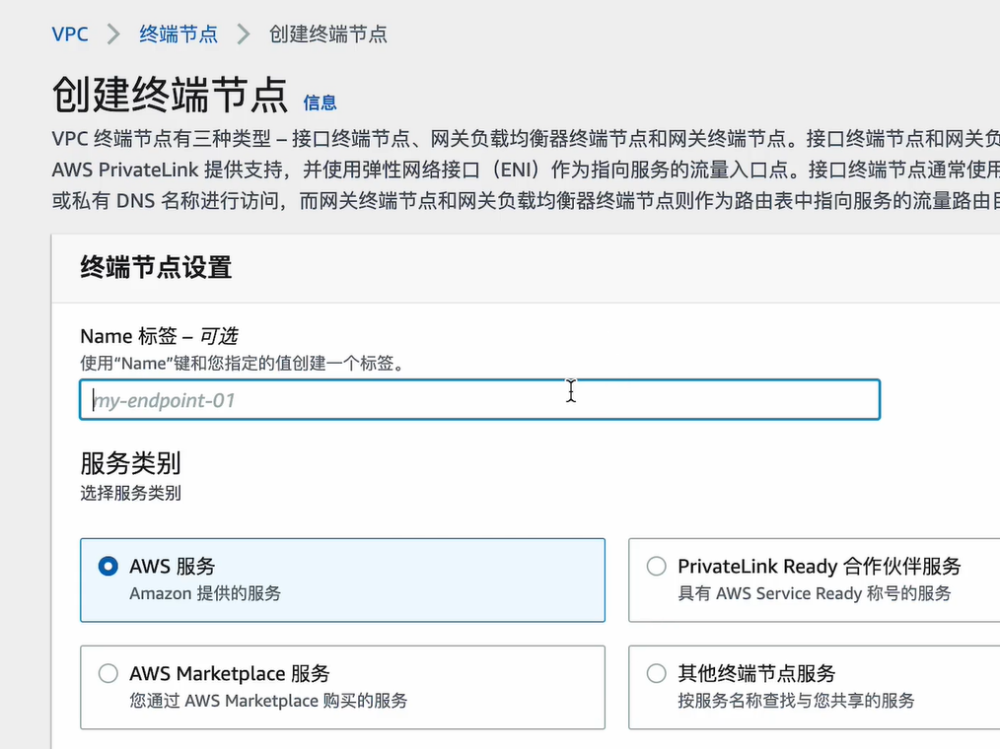 VPC > 终端节点 > 创建终端节点
创建终端节点 信息
VPC 终端节点有三种类型 – 接口终端节点、网关负载均衡器终端节点和网关终端节点。接口终端节点和网关负
AWS PrivateLink 提供支持，并使用弹性网络接口（ENI）作为指向服务的流量入口点。接口终端节点通常使用
或私有 DNS 名称进行访问，而网关终端节点和网关负载均衡器终端节点则作为路由表中指向服务的流量路由目
终端节点设置
Name 标签 – 可选
使用“Name”键和您指定的值创建一个标签。
my-endpoint-01
服务类别
选择服务类别
AWS 服务
Amazon 提供的服务
PrivateLink Ready 合作伙伴服务
具有 AWS Service Ready 称号的服务
AWS Marketplace 服务
您通过 AWS Marketplace 购买的服务
其他终端节点服务
按服务名称查找与您共享的服务